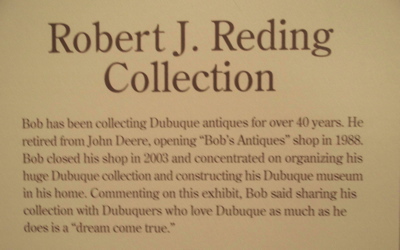 Robert J. Reding
Collection
Bob has been collecting Dubuque antiques for over 40 years. He
retired from John Deere, opening “Bob’s Antiques” shop in 1988.
Bob closed his shop in 2003 and concentrated on organizing his
huge Dubuque collection and constructing his Dubuque museum
in his home. Commenting on this exhibit, Bob said sharing his
collection with Dubuquers who love Dubuque as much as he
does is a “dream come true.”